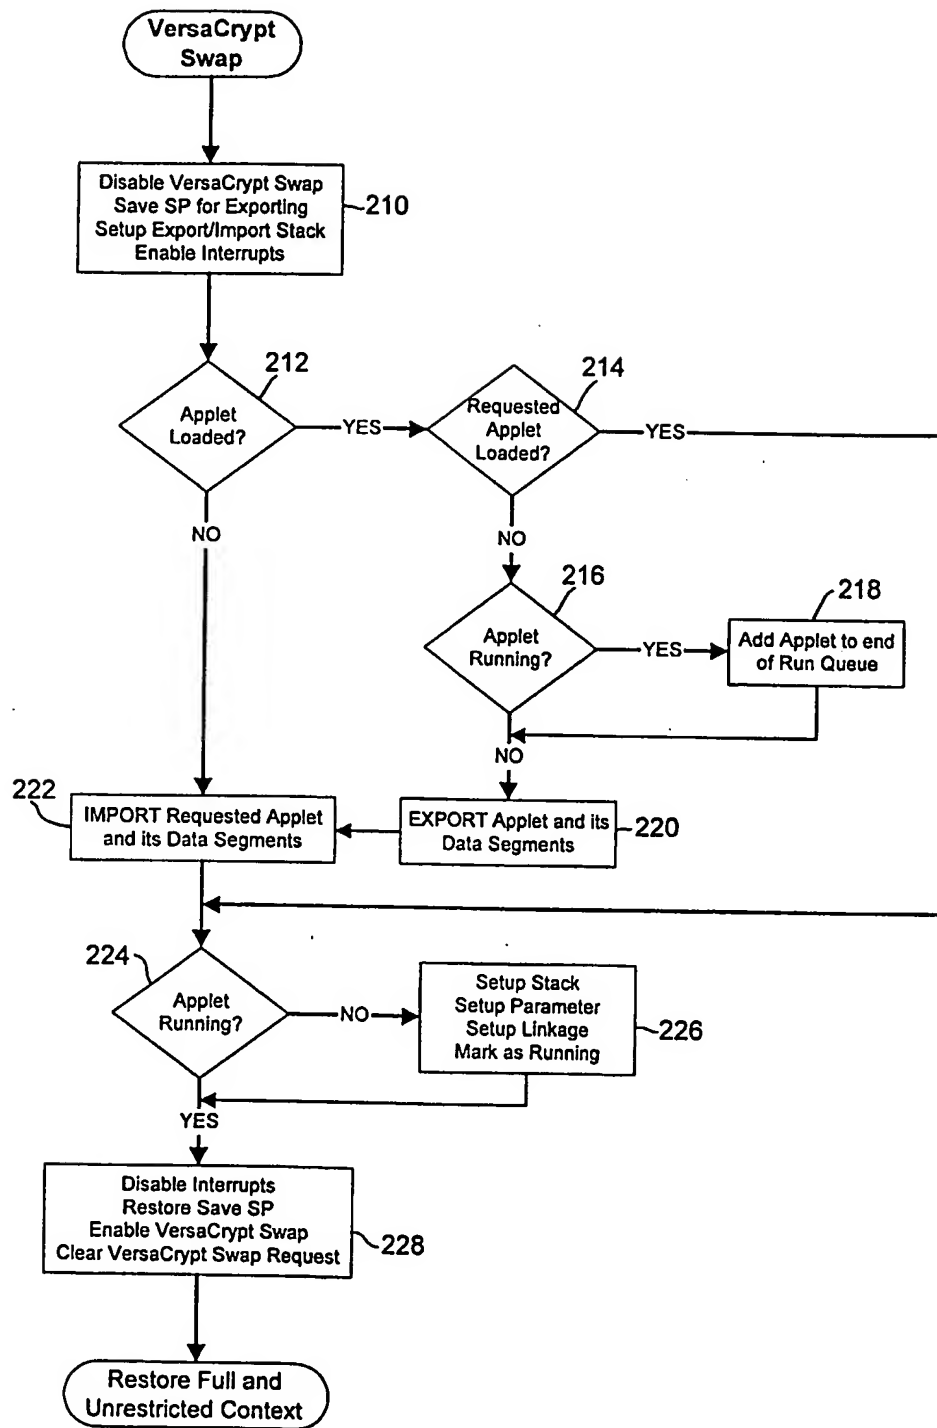 VersaCrypt
Swap
Disable VersaCrypt Swap
Save SP for Exporting
Setup Export/Import Stack
Enable Interrupts
210
212
Applet
Loaded?
YES
214
Requested
Applet
Loaded?
YES
NO
NO
216
Applet
Running?
YES
218
Add Applet to end
of Run Queue
NO
222
IMPORT Requested Applet
and its Data Segments
EXPORT Applet and its
Data Segments
220
224
Applet
Running?
NO
Setup Stack
Setup Parameter
Setup Linkage
Mark as Running
226
YES
Disable Interrupts
Restore Save SP
Enable VersaCrypt Swap
Clear VersaCrypt Swap Request
228
Restore Full and
Unrestricted Context